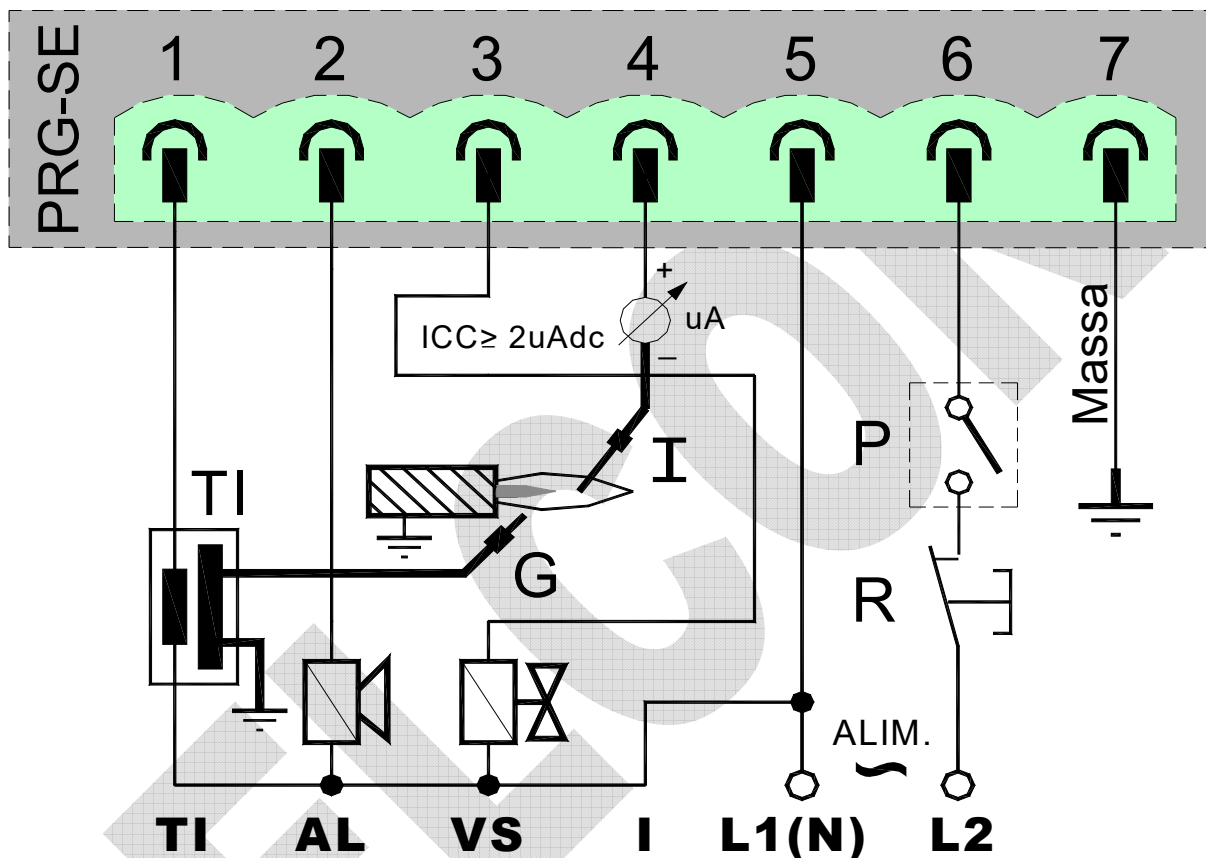 PRG-SE
1 2 3 4 5 6 7
+
ICC≥ 2uAdc
uA
–
Massa
P
I
TI
G
R
ALIM.
~
TI AL VS I L1(N) L2
ELCON